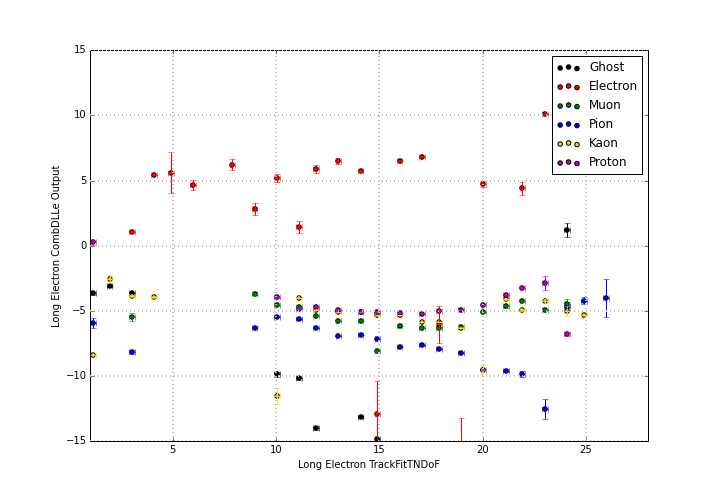 15
10
5
0
−5
−10
−15
5
10
15
20
25
Long Electron CombDLLe Output
Long Electron TrackFitTNDoF
Ghost
Electron
Muon
Pion
Kaon
Proton